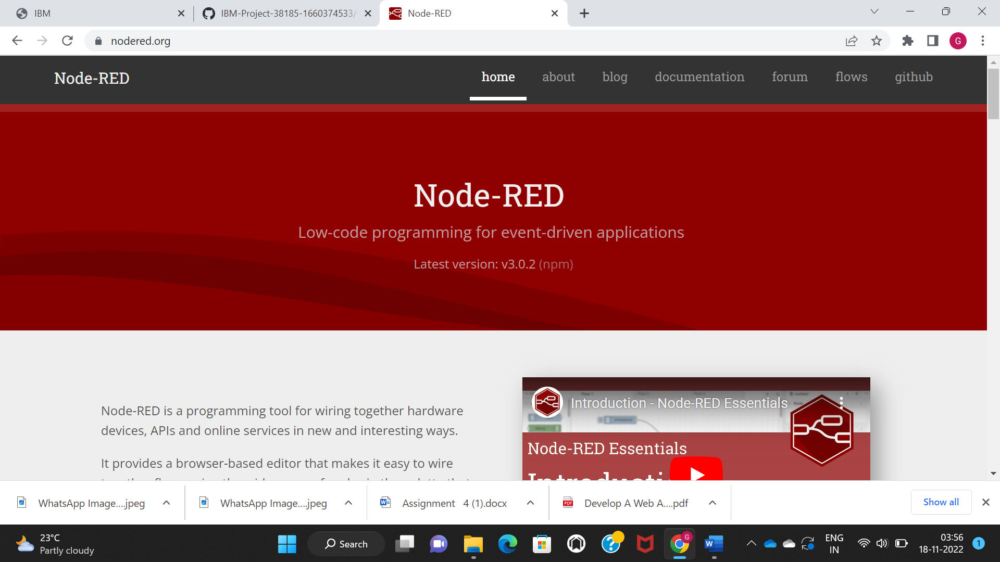 IBM
IBM-Project-38185-1660374533/
Node-RED
nodered.org
G
Node-RED
home about blog documentation forum flows github
Node-RED
Low-code programming for event-driven applications
Latest version: v3.0.2 (npm)
Node-RED is a programming tool for wiring together hardware
devices, APIs and online services in new and interesting ways.
It provides a browser-based editor that makes it easy to wire
Introduction - Node-RED Essentials
Node-RED Essentials
WhatsApp Image....jpeg
WhatsApp Image....jpeg
Assignment 4 (1).docx
PDF
Develop A Web A....pdf
Show all
23°C
Partly cloudy
Search
G
W
ENG
IN
03:56
18-11-2022
1